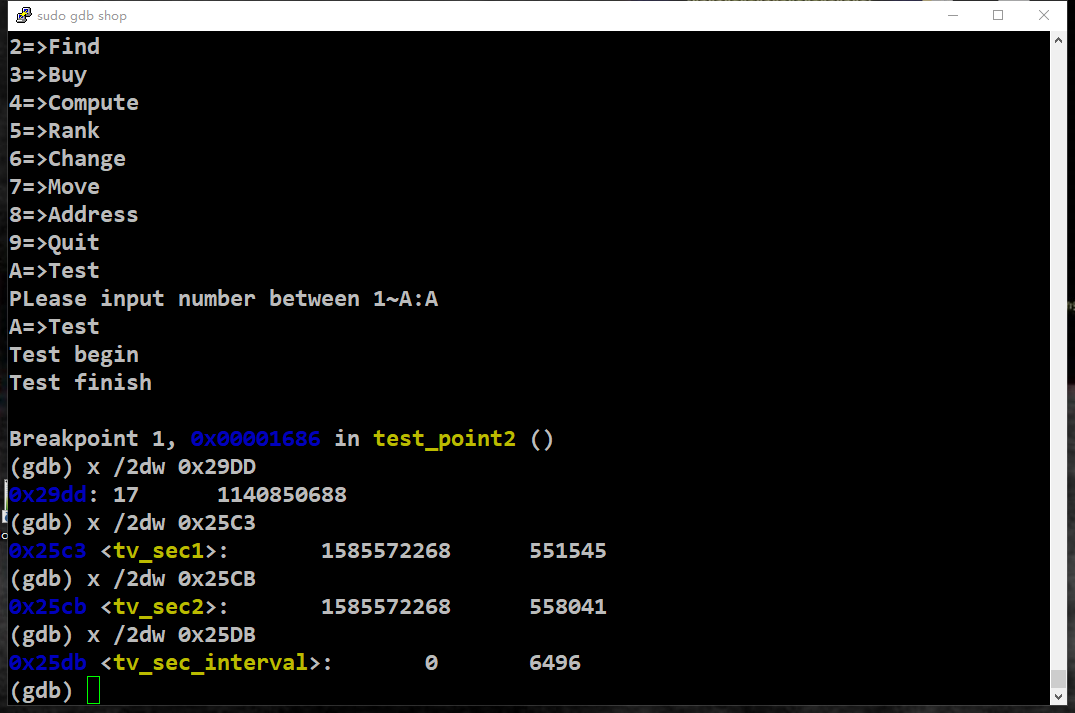 sudo gdb shop
2=>Find
3=>Buy
4=>Compute
5=>Rank
6=>Change
7=>Move
8=>Address
9=>Quit
A=>Test
PLease input number between 1~A:A
A=>Test
Test begin
Test finish
Breakpoint 1, 0x00001686 in test_point2 ()
(gdb) x /2dw 0x29DD
0x29dd: 17 1140850688
(gdb) x /2dw 0x25C3
0x25c3 <tv_sec1>: 1585572268 551545
(gdb) x /2dw 0x25CB
0x25cb <tv_sec2>: 1585572268 558041
(gdb) x /2dw 0x25DB
0x25db <tv_sec_interval>: 0 6496
(gdb)